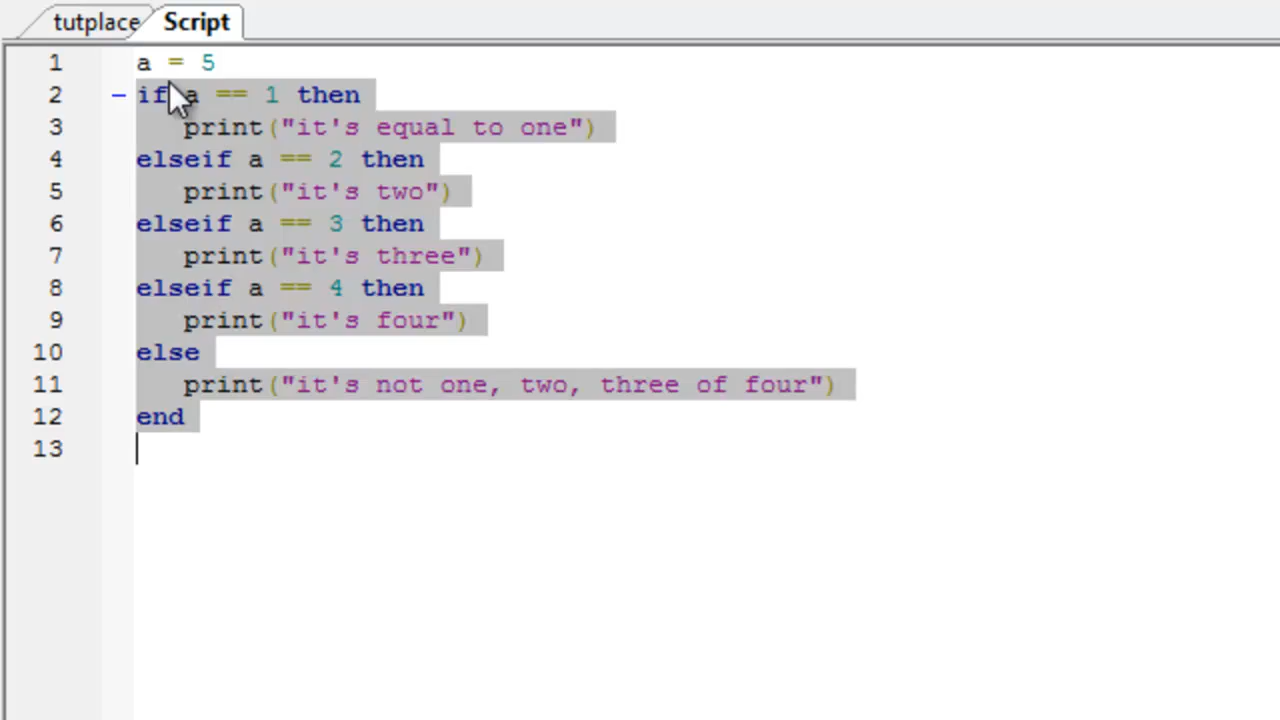 tutplace Script
1 a = 5
2 if a == 1 then
3 print("it's equal to one")
4 elseif a == 2 then
5 print("it's two")
6 elseif a == 3 then
7 print("it's three")
8 elseif a == 4 then
9 print("it's four")
10 else
11 print("it's not one, two, three of four")
12 end
13